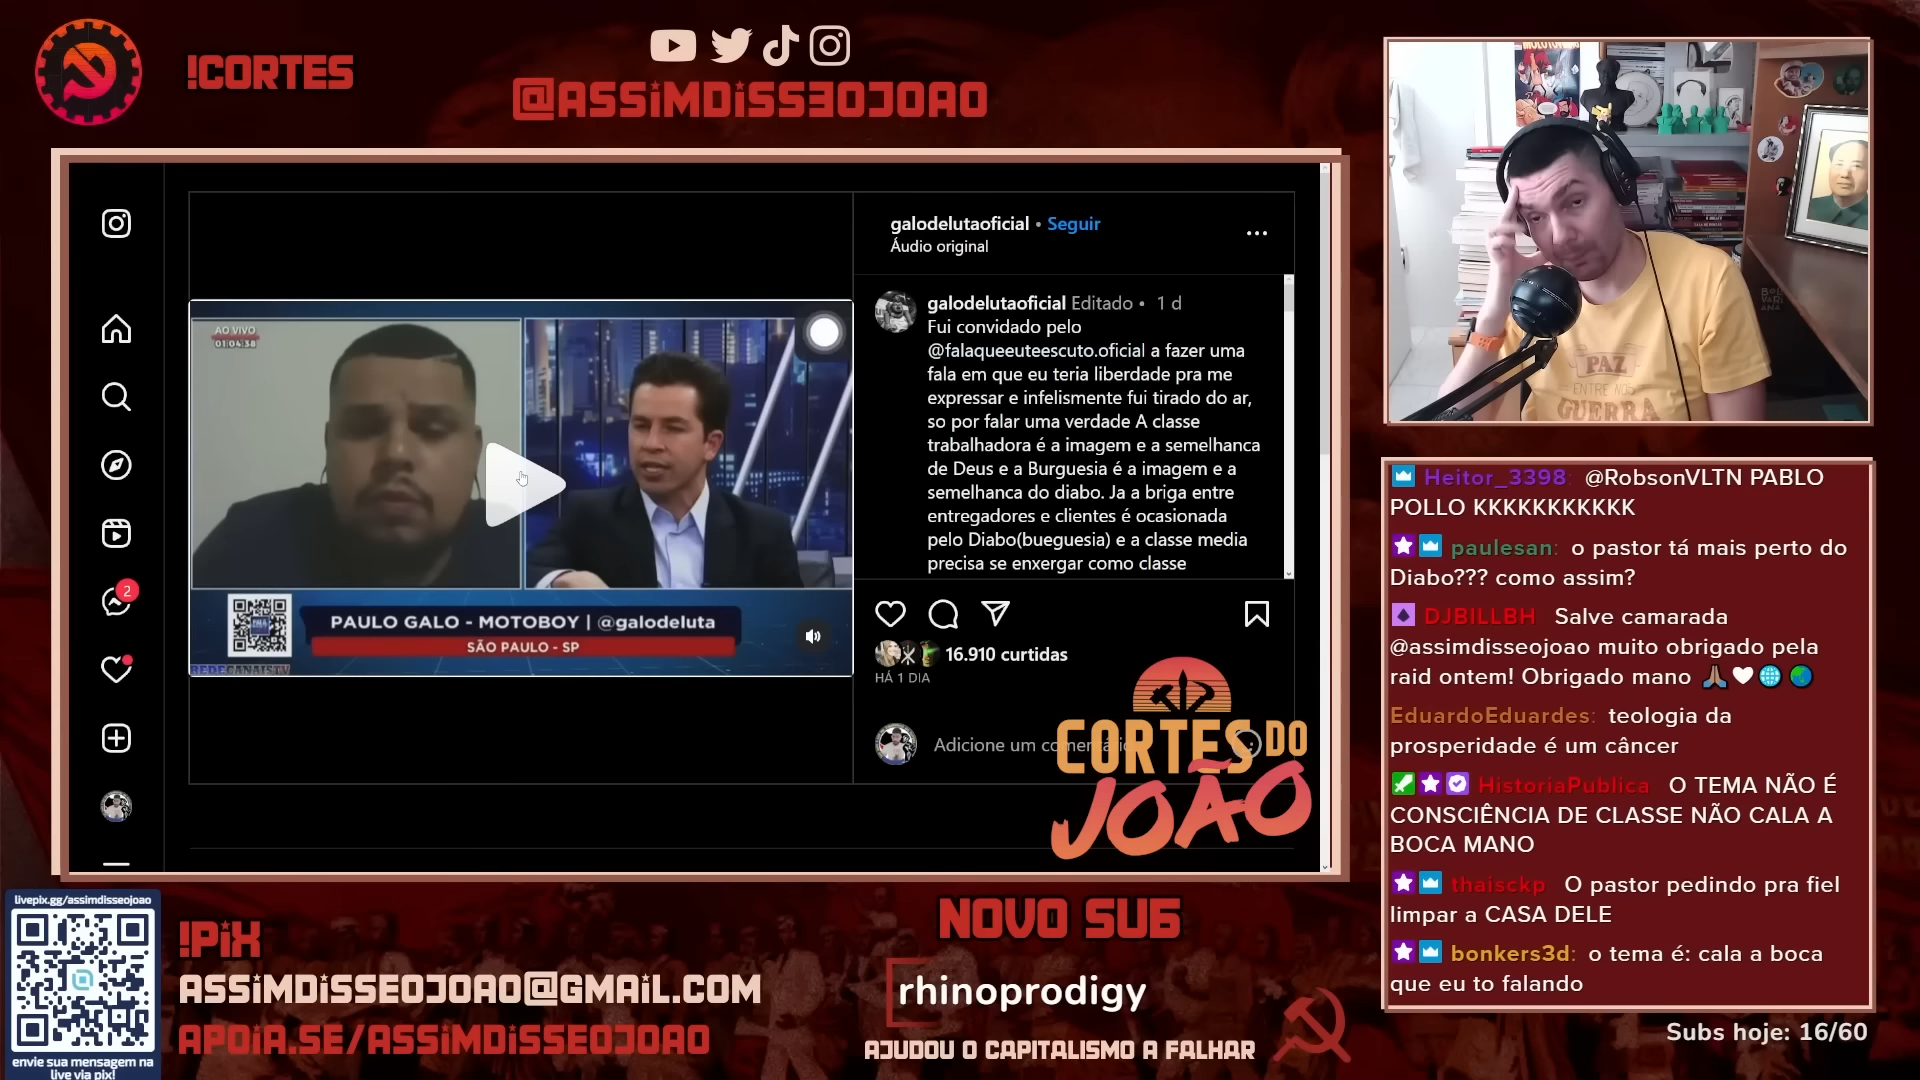 !CORTES
@ASSIMDISSEOJOAO
galodelutaoficial • Seguir
Áudio original
galodelutaoficial Editado • 1 d
Fui convidado pelo
@falaqueeuteescuto.oficial a fazer uma
fala em que eu teria liberdade pra me
expressar e infelismente fui tirado do ar,
so por falar uma verdade A classe
trabalhadora é a imagem e a semelhanca
de Deus e a Burguesia é a imagem e a
semelhanca do diabo. Ja a briga entre
entregadores e clientes é ocasionada
pelo Diabo(bueguesia) e a classe media
precisa se enxergar como classe
AO VIVO
01:04:38
PAULO GALO - MOTOBOY | @galodeluta
SÃO PAULO - SP
REDECANAISTV
2
16.910 curtidas
HÁ 1 DIA
Adicione um comentário
CORTES DO
JOÃO
PAZ
ENTRE NÓS
GUERRA
Heitor_3398: @RobsonVLTN PABLO
POLLO KKKKKKKKKKK
paulesan: o pastor tá mais perto do
Diabo??? como assim?
DJBILLBH Salve camarada
@assimdisseojoao muito obrigado pela
raid ontem! Obrigado mano 🙏🏾🤍🌐🌏
EduardoEduardes: teologia da
prosperidade é um câncer
HistoriaPublica O TEMA NÃO É
CONSCIÊNCIA DE CLASSE NÃO CALA A
BOCA MANO
thaisckp O pastor pedindo pra fiel
limpar a CASA DELE
bonkers3d: o tema é: cala a boca
que eu to falando
Subs hoje: 16/60
livepix.gg/assimdisseojoao
envie sua mensagem na
live via pix!
!PIX
ASSIMDISSEOJOAO@GMAIL.COM
APOIA.SE/ASSIMDISSEOJOAO
NOVO SUB
rhinoprodigy
AJUDOU O CAPITALISMO A FALHAR